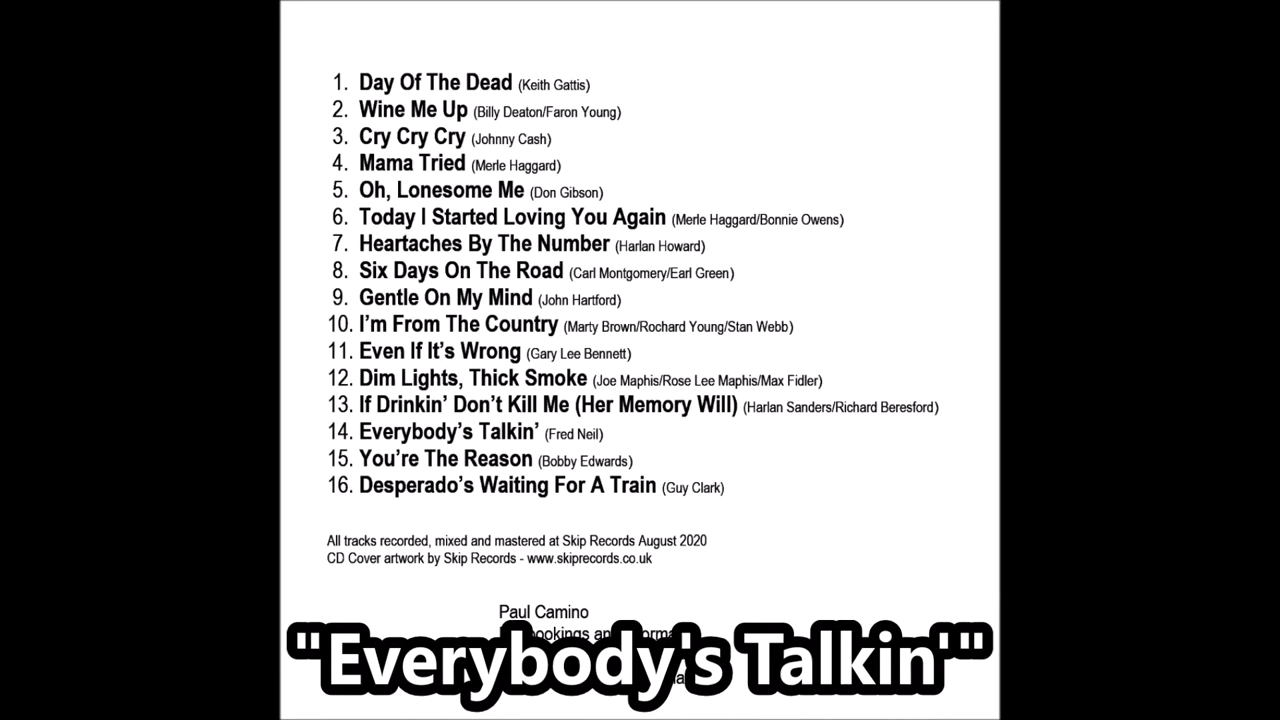 1. Day Of The Dead (Keith Gattis)
2. Wine Me Up (Billy Deaton/Faron Young)
3. Cry Cry Cry (Johnny Cash)
4. Mama Tried (Merle Haggard)
5. Oh, Lonesome Me (Don Gibson)
6. Today I Started Loving You Again (Merle Haggard/Bonnie Owens)
7. Heartaches By The Number (Harlan Howard)
8. Six Days On The Road (Carl Montgomery/Earl Green)
9. Gentle On My Mind (John Hartford)
10. I'm From The Country (Marty Brown/Rochard Young/Stan Webb)
11. Even If It's Wrong (Gary Lee Bennett)
12. Dim Lights, Thick Smoke (Joe Maphis/Rose Lee Maphis/Max Fidler)
13. If Drinkin' Don't Kill Me (Her Memory Will) (Harlan Sanders/Richard Beresford)
14. Everybody's Talkin' (Fred Neil)
15. You're The Reason (Bobby Edwards)
16. Desperado's Waiting For A Train (Guy Clark)
All tracks recorded, mixed and mastered at Skip Records August 2020
CD Cover artwork by Skip Records - www.skiprecords.co.uk
Paul Camino
"Everybody's Talkin'"